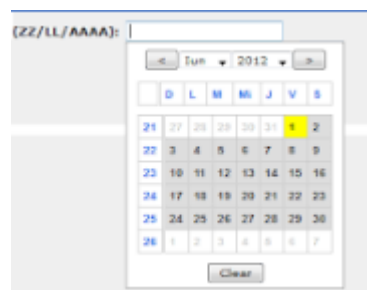 (ZZ/LL/AAAA):
< Iun 2012 >
D L M Mi J V S
21 27 28 29 30 31 1 2
22 3 4 5 6 7 8 9
23 10 11 12 13 14 15 16
24 17 18 19 20 21 22 23
25 24 25 26 27 28 29 30
26 1 2 3 4 5 6 7
Clear